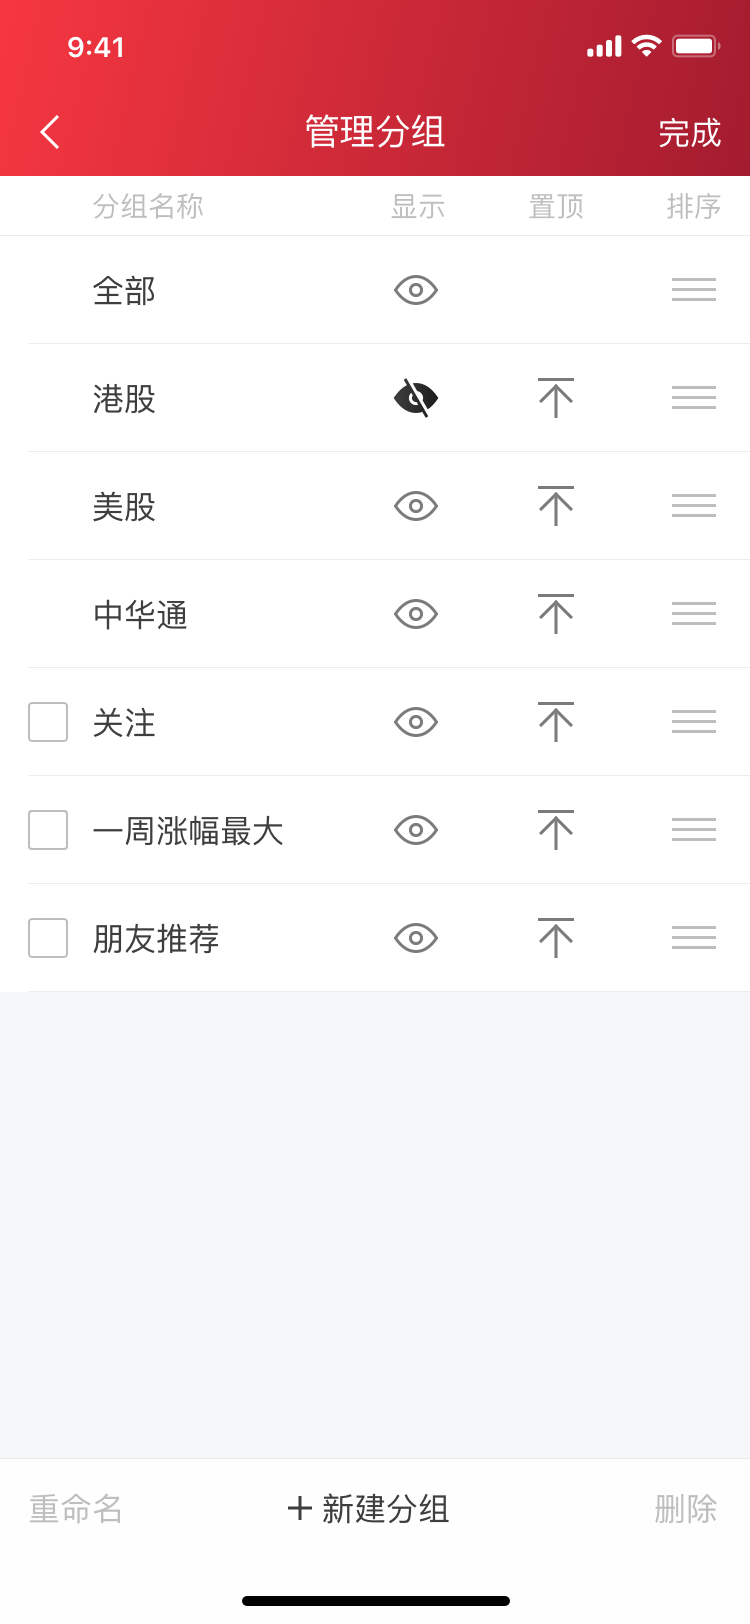 9:41
管理分组
完成
分组名称 显示 置顶 排序
全部
港股
美股
中华通
关注
一周涨幅最大
朋友推荐
重命名 新建分组 删除